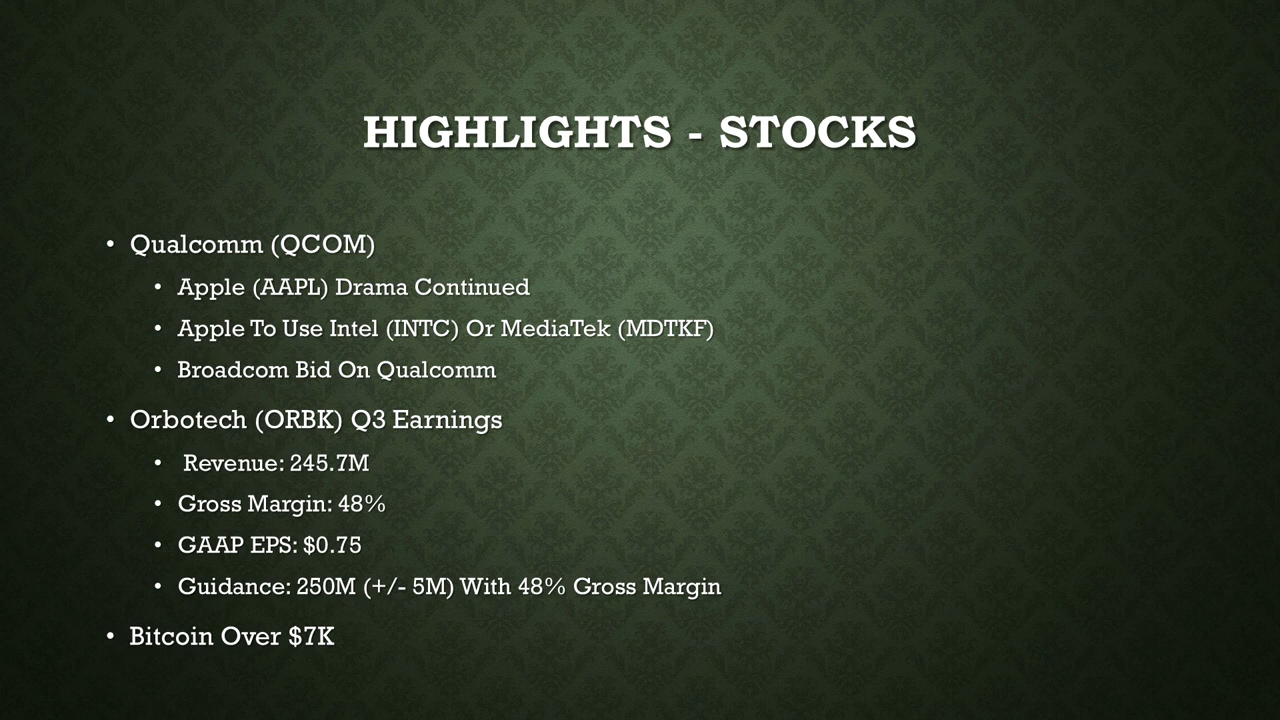 HIGHLIGHTS - STOCKS
• Qualcomm (QCOM)
• Apple (AAPL) Drama Continued
• Apple To Use Intel (INTC) Or MediaTek (MDTKF)
• Broadcom Bid On Qualcomm
• Orbotech (ORBK) Q3 Earnings
• Revenue: 245.7M
• Gross Margin: 48%
• GAAP EPS: $0.75
• Guidance: 250M (+/- 5M) With 48% Gross Margin
• Bitcoin Over $7K